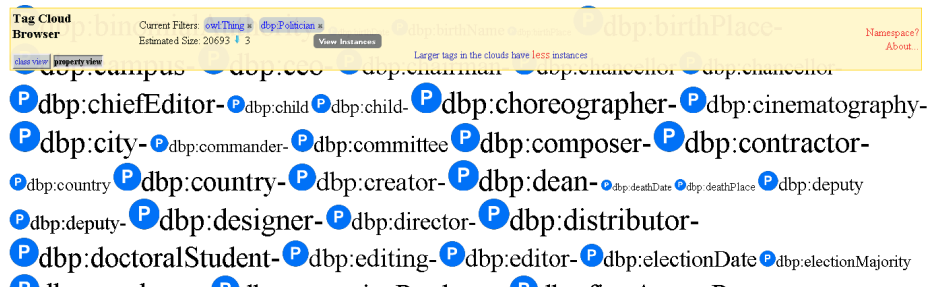 Tag Cloud Browser
Current Filters: owl:Thing dbp:Politician
Estimated Size: 20693 3
View Instances
Larger tags in the clouds have less instances
Namespace?
About...
class view property view
dbp:birthName dbp:birthPlace
dbp:campus- dbp:ceo- dbp:chairman- dbp:chancellor dbp:chancellor-
P dbp:chiefEditor- P dbp:child P dbp:child- P dbp:choreographer- P dbp:cinematography-
P dbp:city- P dbp:commander- P dbp:committee P dbp:composer- P dbp:contractor-
P dbp:country P dbp:country- P dbp:creator- P dbp:dean- P dbp:deathDate P dbp:deathPlace P dbp:deputy
P dbp:deputy- P dbp:designer- P dbp:director- P dbp:distributor-
P dbp:doctoralStudent- P dbp:editing- P dbp:editor- P dbp:electionDate P dbp:electionMajority